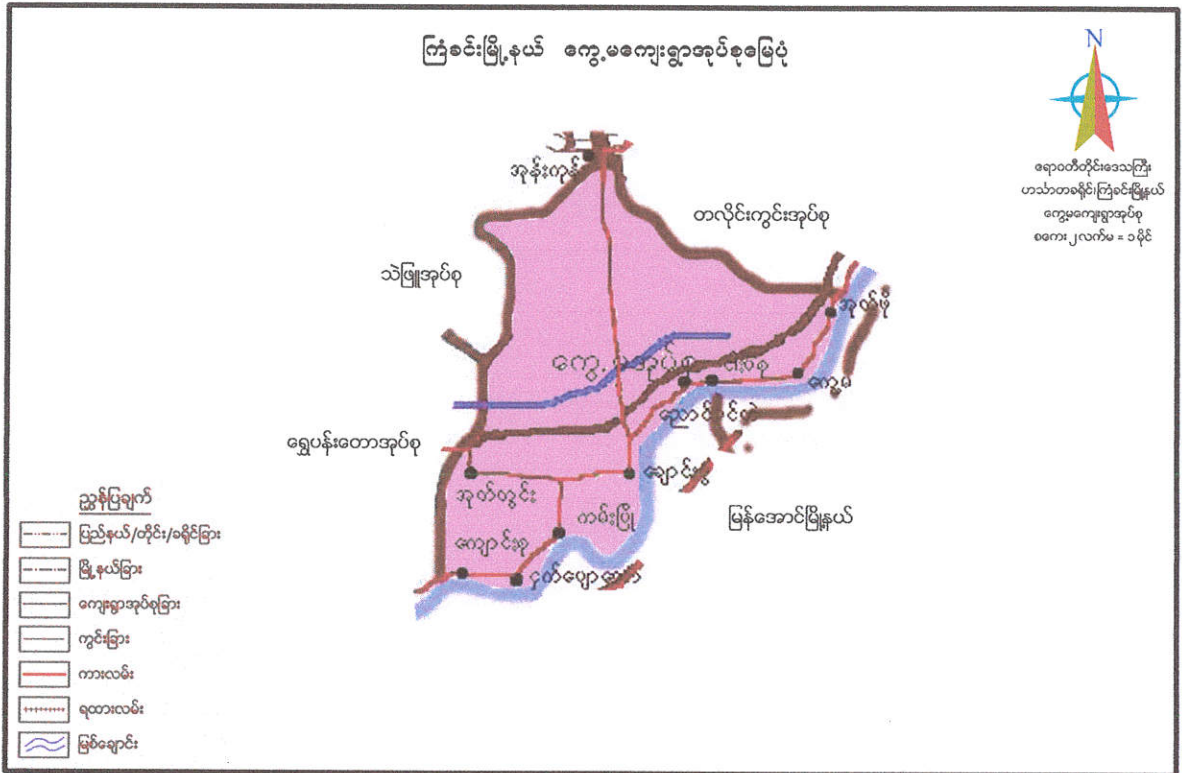 ကြံခင်းမြို့နယ် ကွေ့မကျေးရွာအုပ်စုမြေပုံ
N
ဧရာဝတီတိုင်းဒေသကြီး
ဟင်္သာတခရိုင်၊ကြံခင်းမြို့နယ်
ကွေ့မကျေးရွာအုပ်စု
စကေး၂လက်မ = ၁မိုင်
အုန်းကုန်း
တလိုင်းကွင်းအုပ်စု
သဲဖြူအုပ်စု
အုတ်ဖို
ကွေ့မအုပ်စု
ကွေ့မ
ရွှေပန်းတောအုပ်စု
အုတ်တွင်း
ကမ်းပြို
မြန်အောင်မြို့နယ်
ကျောင်းစု
ညွှန်ပြချက်
ပြည်နယ်/တိုင်း/ခရိုင်ခြား
မြို့နယ်ခြား
ကျေးရွာအုပ်စုခြား
ကွင်းခြား
ကားလမ်း
ရထားလမ်း
မြစ်ချောင်း